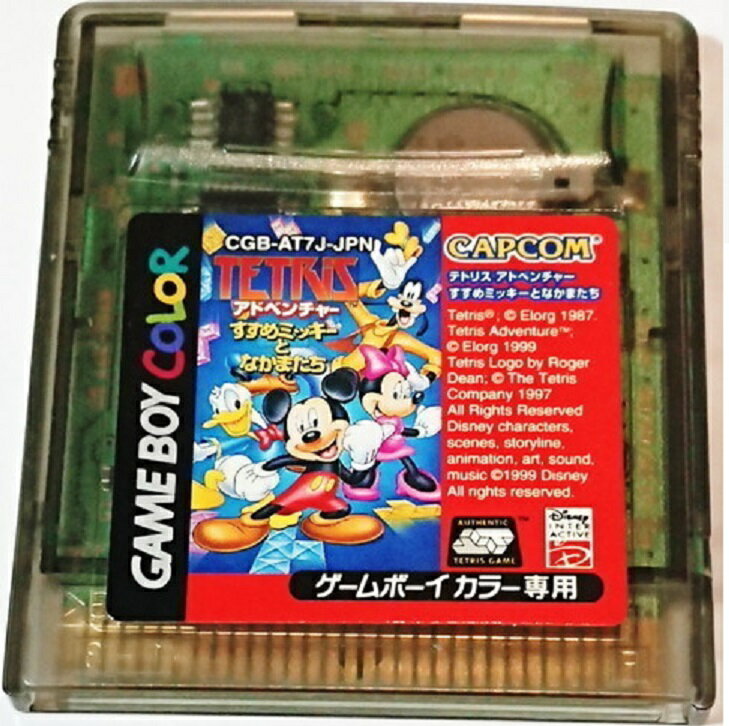 GAME BOY COLOR
CGB-AT7J-JPN
TETRIS
アドベンチャー
すすめミッキー
と
なかまたち
CAPCOM
テトリス アドベンチャー
すすめミッキーとなかまたち
Tetris®; © Elorg 1987.
Tetris Adventure™;
© Elorg 1999
Tetris Logo by Roger
Dean; © The Tetris
Company 1997
All Rights Reserved
Disney characters,
scenes, storyline,
animation, art, sound,
music ©1999 Disney
All rights reserved.
AUTHENTIC
™
TETRIS GAME
Disney
INTER
ACTIVE
ゲームボーイ カラー専用